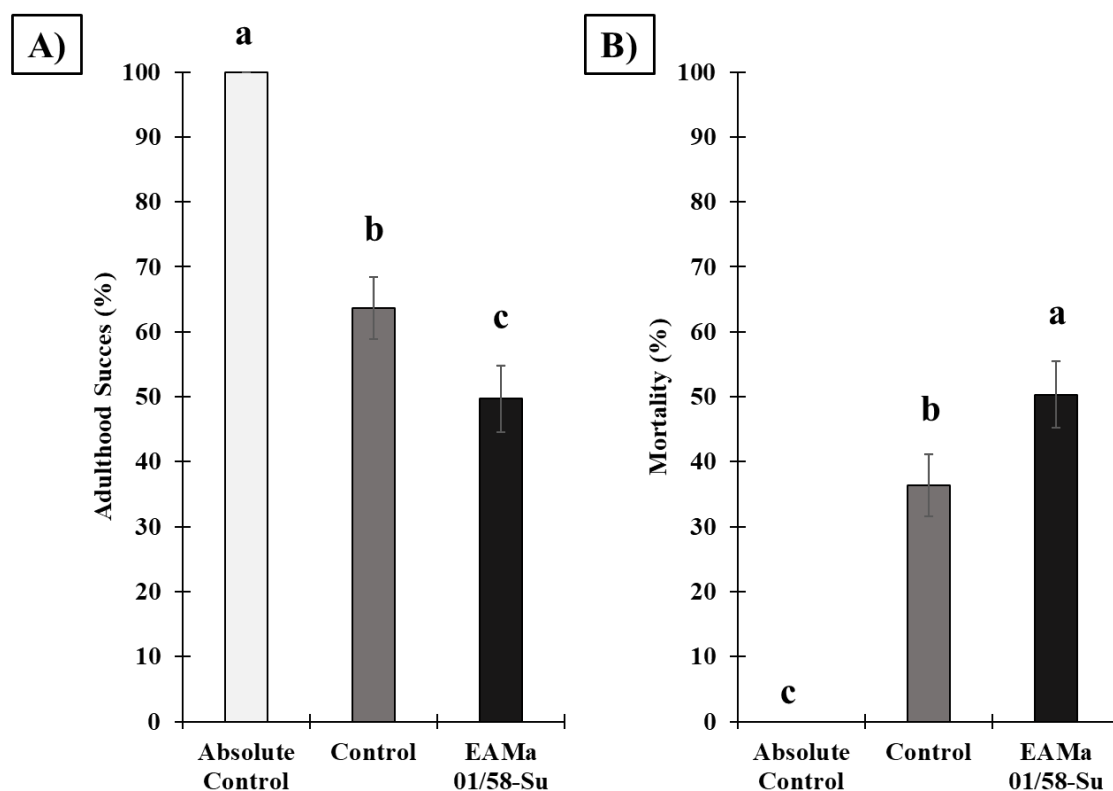 A)
a
100
90
80
70
60
50
40
30
20
10
0
Adulthood Succes (%)
b
c
Absolute
Control
Control
EAMa
01/58-Su
B)
100
90
80
70
60
50
40
30
20
10
0
Mortality (%)
c
b
a
Absolute
Control
Control
EAMa
01/58-Su